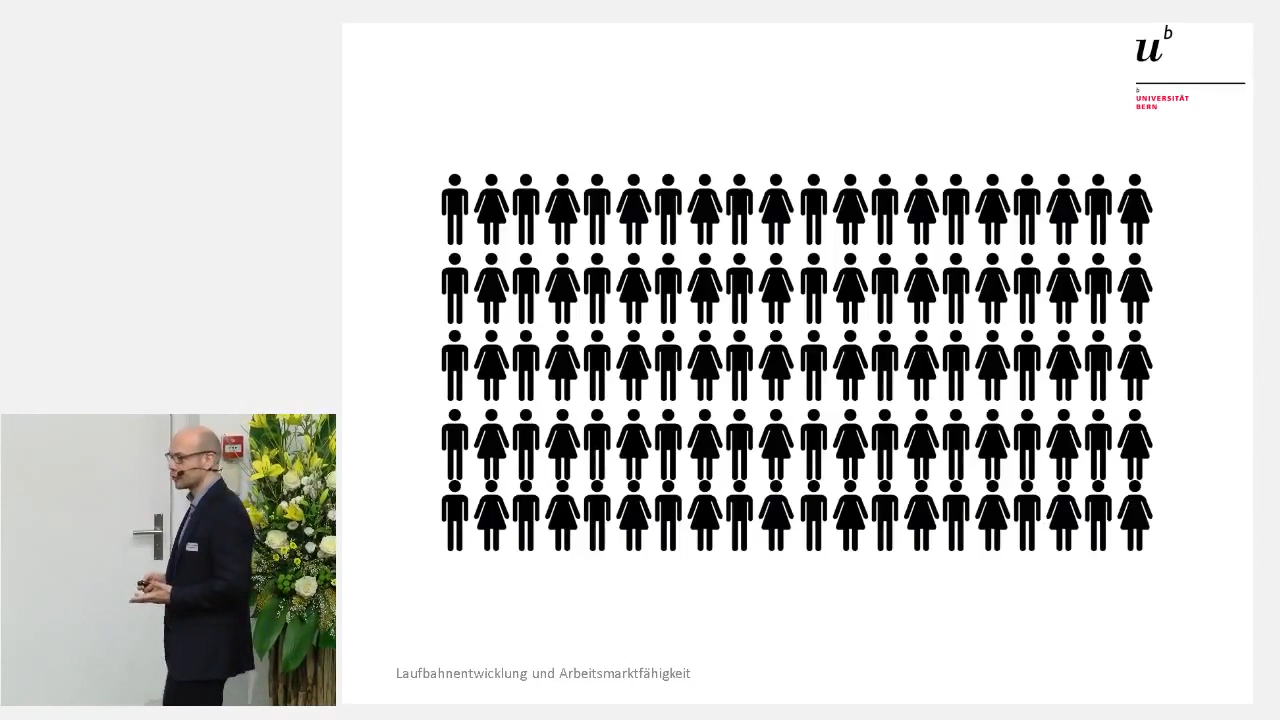 u b
b
UNIVERSITÄT
BERN
Laufbahnentwicklung und Arbeitsmarktfähigkeit